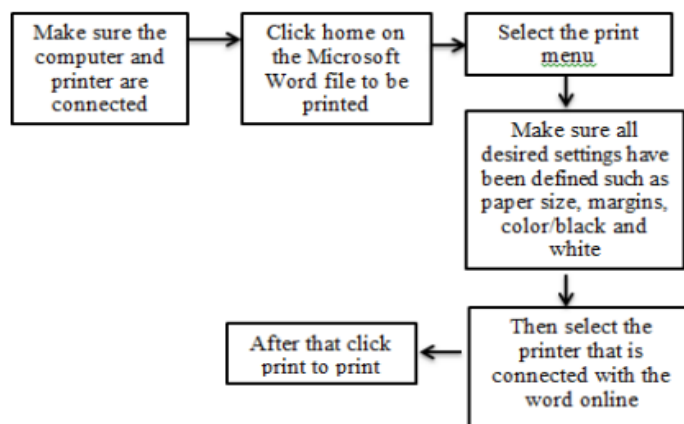 Make sure the
computer and
printer are
connected
Click home on
the Microsoft
Word file to be
printed
Select the print
menu
Make sure all
desired settings have
been defined such as
paper size, margins,
color/black and
white
Then select the
printer that is
connected with the
word online
After that click
print to print